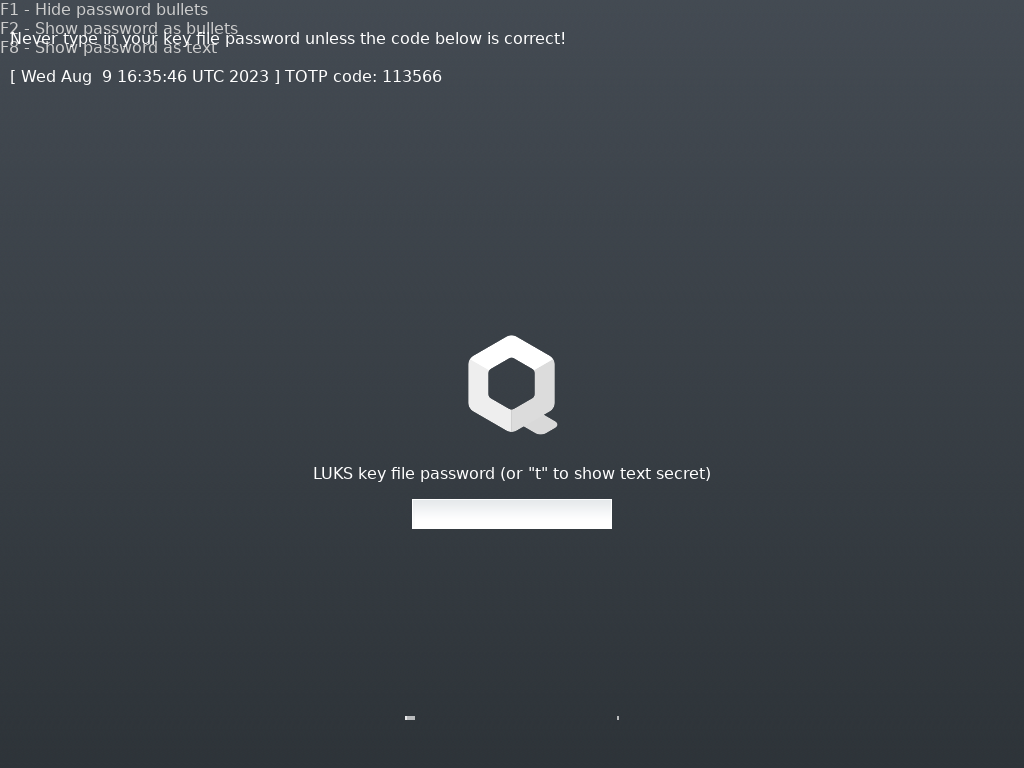 F1 - Hide password bullets
F2 - Show password as bullets
Never type in your key file password unless the code below is correct!
F8 - Show password as text
[ Wed Aug  9 16:35:46 UTC 2023 ] TOTP code: 113566
LUKS key file password (or "t" to show text secret)